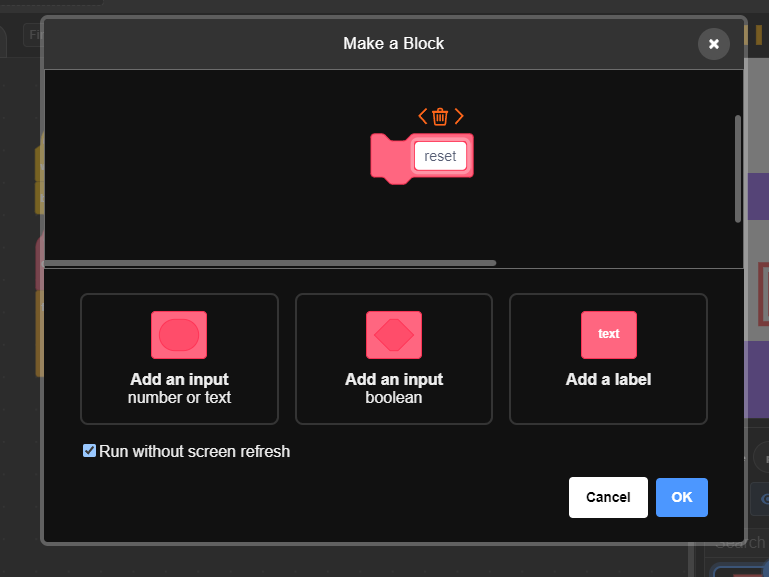 Make a Block
reset
text
Add an input
number or text
Add an input
boolean
Add a label
Run without screen refresh
Cancel
OK
Search